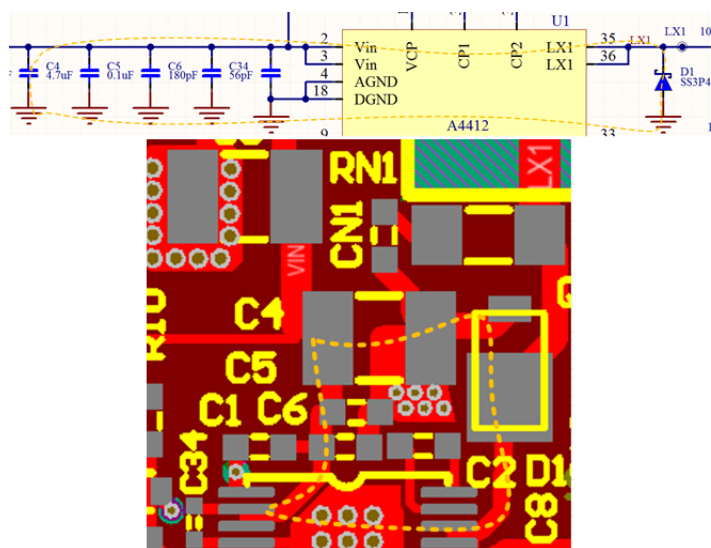 U1
2
3
4
18
9
Vin
Vin
AGND
DGND
VCP
CP1
CP2
LX1
LX1
35
36
33
LX1
LX1
10
C4
4.7uF
C5
0.1uF
C6
180pF
C34
56pF
D1
SS3P4
A4412
RN1
LX1
CN1
VIN
C4
R10
C5
C1 C6
C34
C2 D1
C8